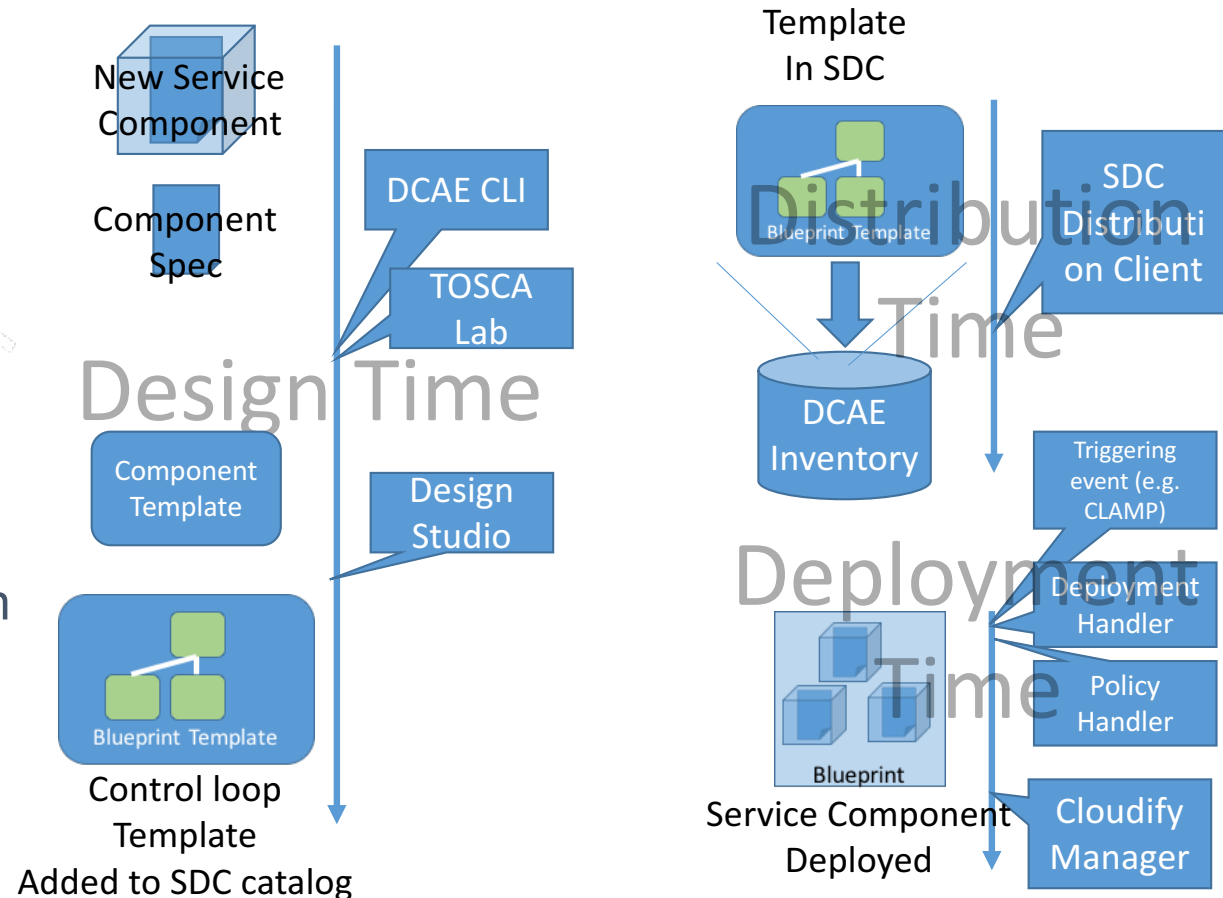 New Service
Component
Component
Spec
DCAE CLI
TOSCA
Lab
Design Time
Component
Template
Design
Studio
n
Blueprint Template
Control loop
Template
Added to SDC catalog
Template
In SDC
Blueprint Template
SDC
Distributi
on Client
Distribution
Time
DCAE
Inventory
Triggering
event (e.g.
CLAMP)
Deployment
Time
Deployment
Handler
Policy
Handler
Blueprint
Service Component
Deployed
Cloudify
Manager